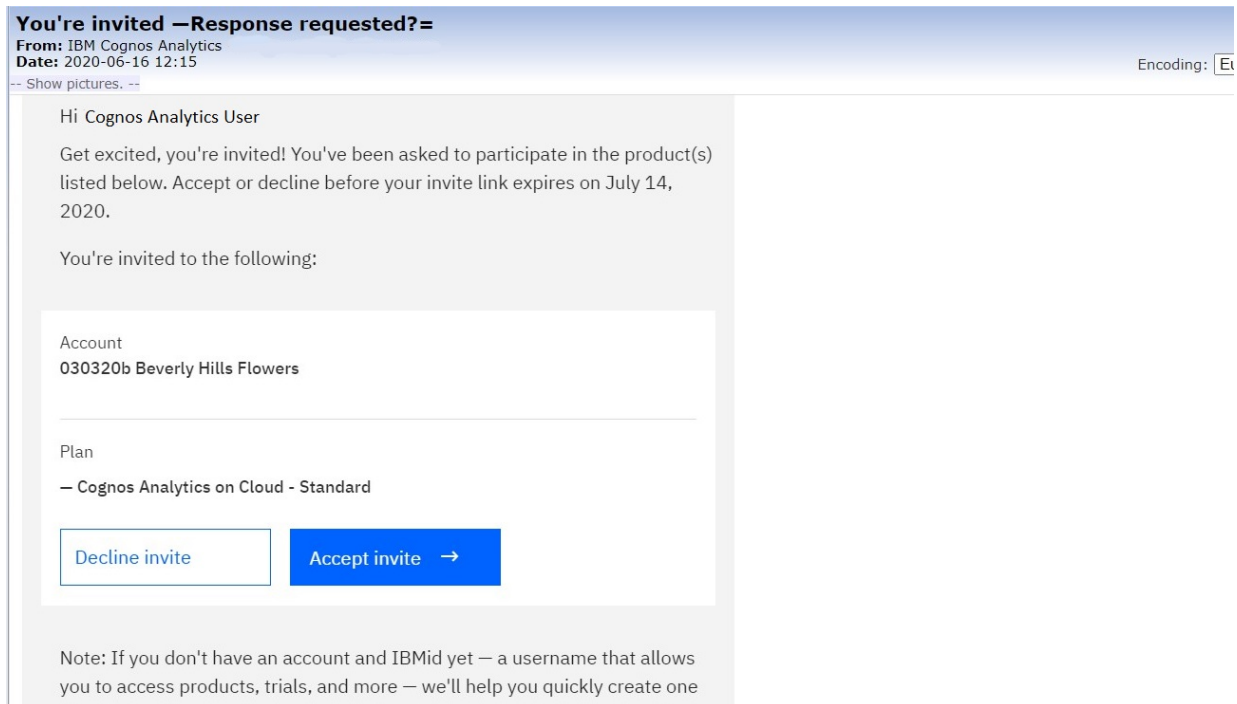 You're invited —Response requested?=
From: IBM Cognos Analytics
Date: 2020-06-16 12:15
Encoding: Eu
-- Show pictures. --
Hi Cognos Analytics User
Get excited, you're invited! You've been asked to participate in the product(s)
listed below. Accept or decline before your invite link expires on July 14,
2020.
You're invited to the following:
Account
030320b Beverly Hills Flowers
Plan
— Cognos Analytics on Cloud - Standard
Decline invite
Accept invite →
Note: If you don't have an account and IBMid yet — a username that allows
you to access products, trials, and more — we'll help you quickly create one